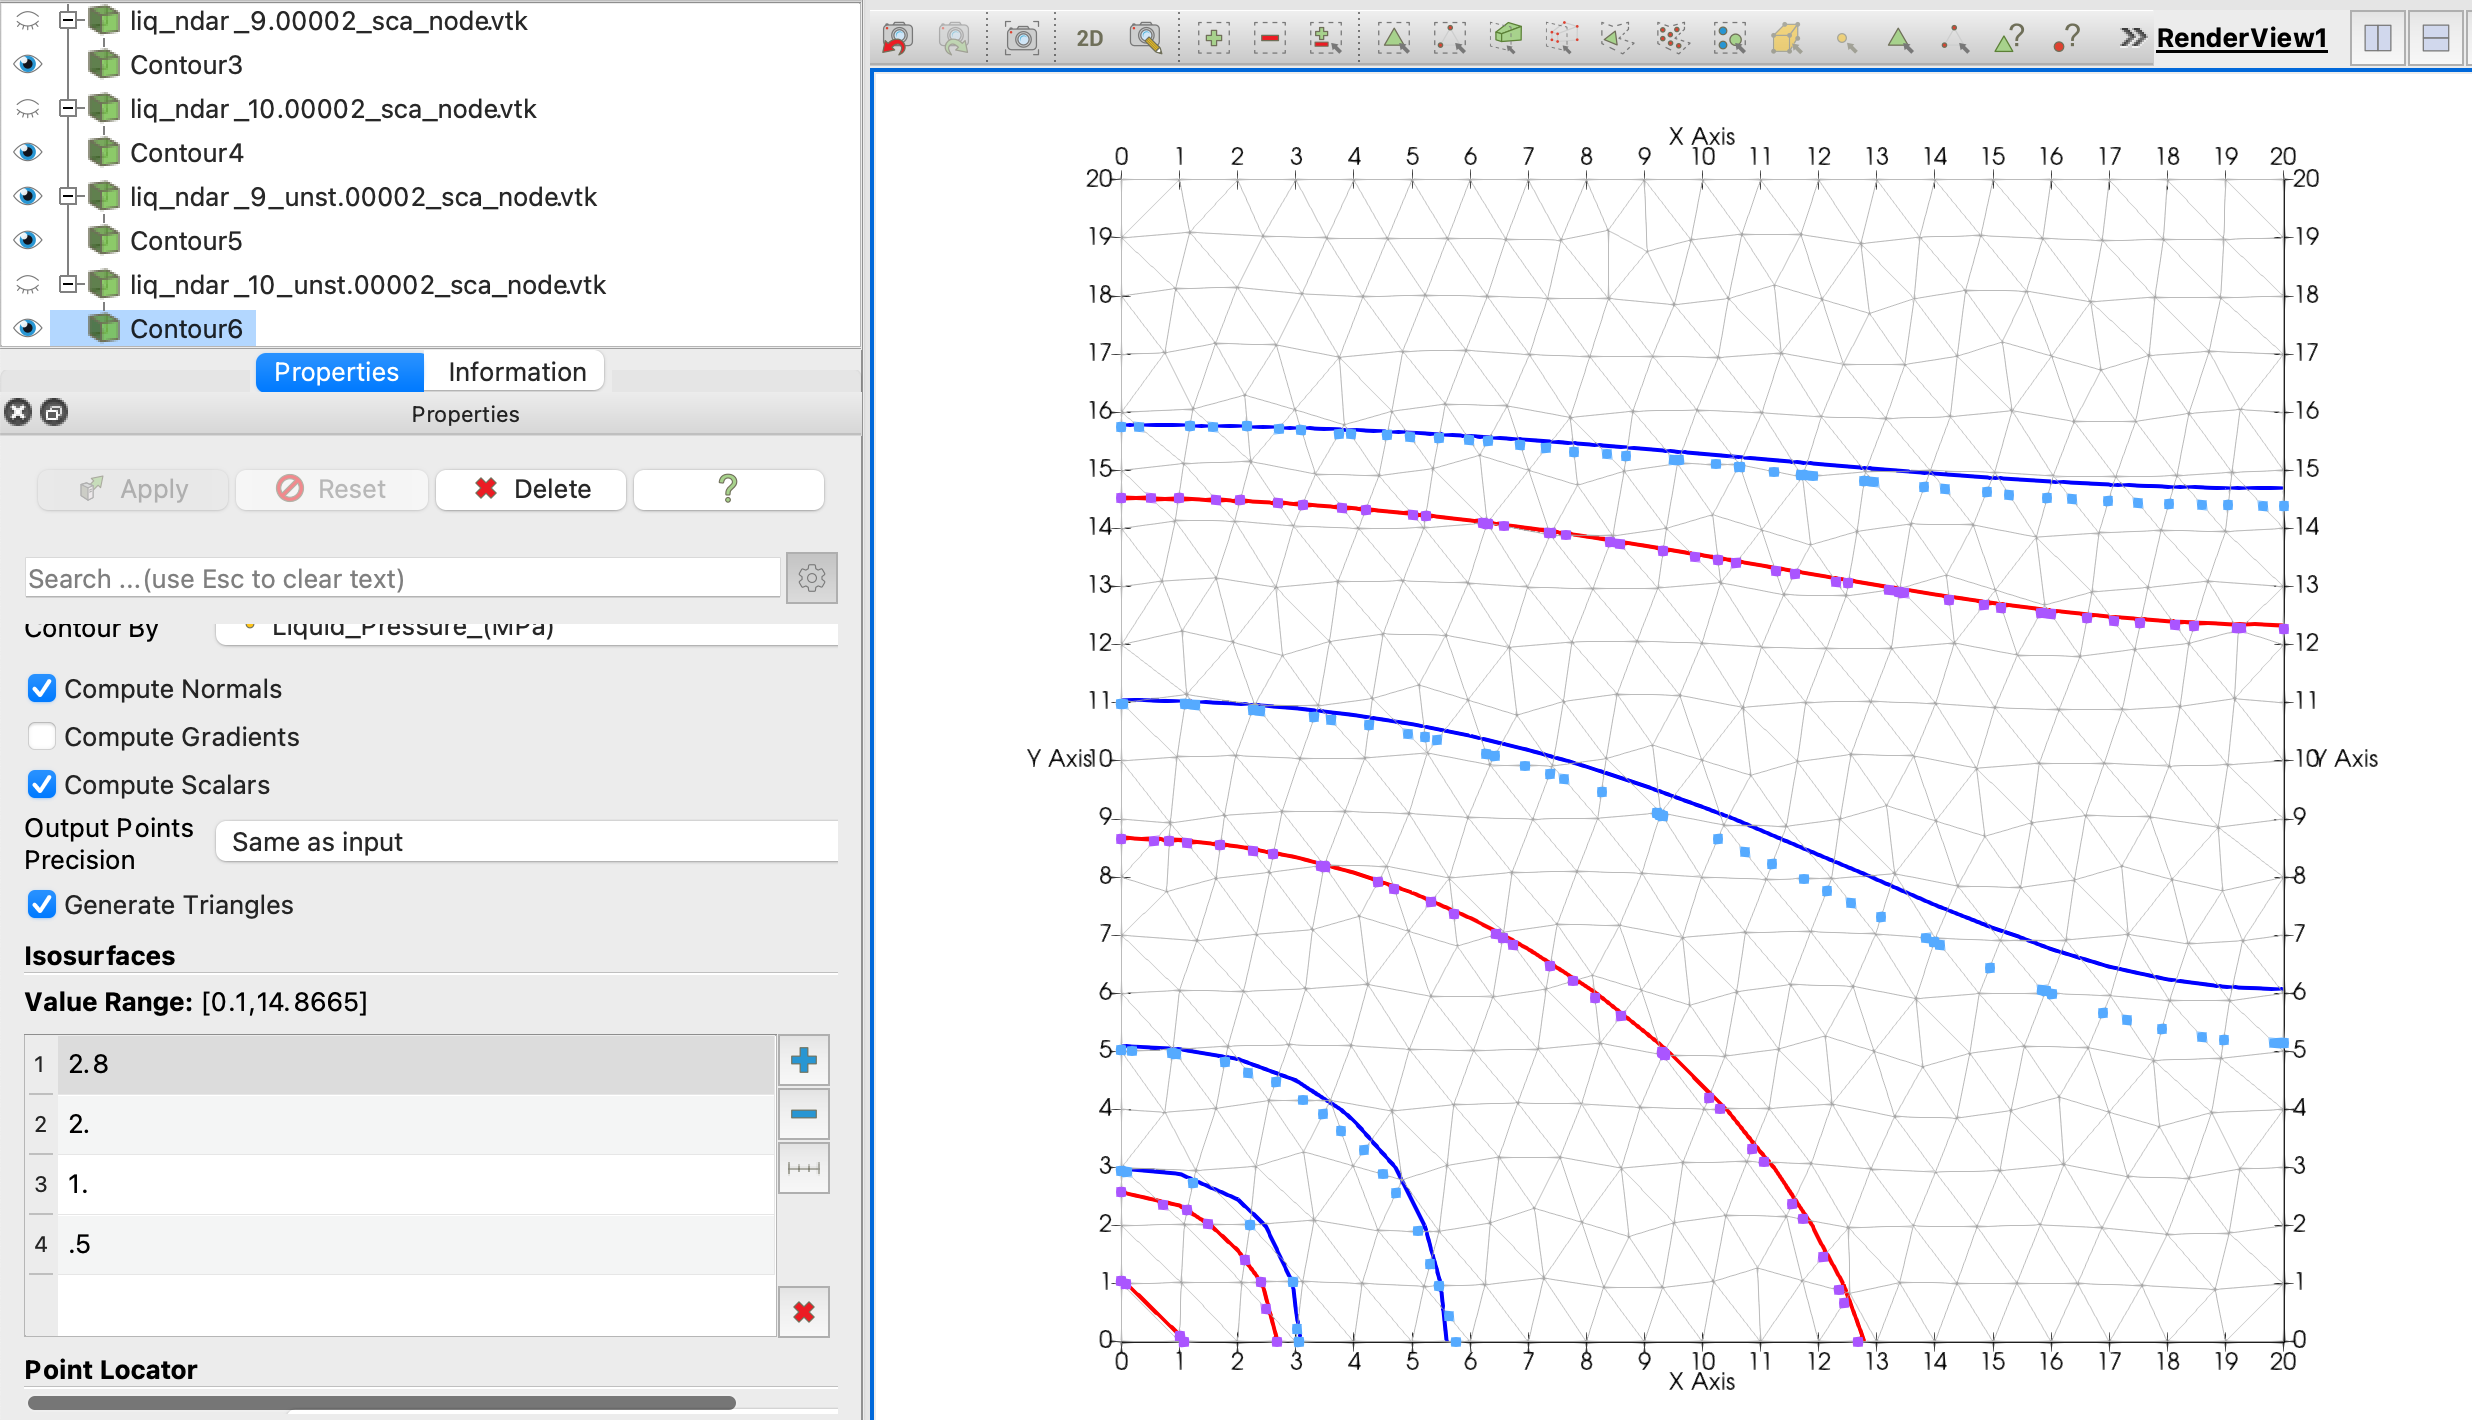 liq_ndar_9.00002_sca_node.vtk
Contour3
liq_ndar_10.00002_sca_node.vtk
Contour4
liq_ndar_9_unst.00002_sca_node.vtk
Contour5
liq_ndar_10_unst.00002_sca_node.vtk
Contour6
Properties Information
Properties
Apply Reset Delete ?
Search ...(use Esc to clear text)
Contour By Liquid_Pressure_(MPa)
Compute Normals
Compute Gradients
Compute Scalars
Output Points Precision Same as input
Generate Triangles
Isosurfaces
Value Range: [0.1,14.8665]
1 2.8
2 2.
3 1.
4 .5
Point Locator
2D RenderView1
X Axis
0 1 2 3 4 5 6 7 8 9 10 11 12 13 14 15 16 17 18 19 20
20 20
19 19
18 18
17 17
16 16
15 15
14 14
13 13
12 12
11 11
Y Axis 10 10 Y Axis
9 9
8 8
7 7
6 6
5 5
4 4
3 3
2 2
1 1
0 0
0 1 2 3 4 5 6 7 8 9 10 11 12 13 14 15 16 17 18 19 20
X Axis